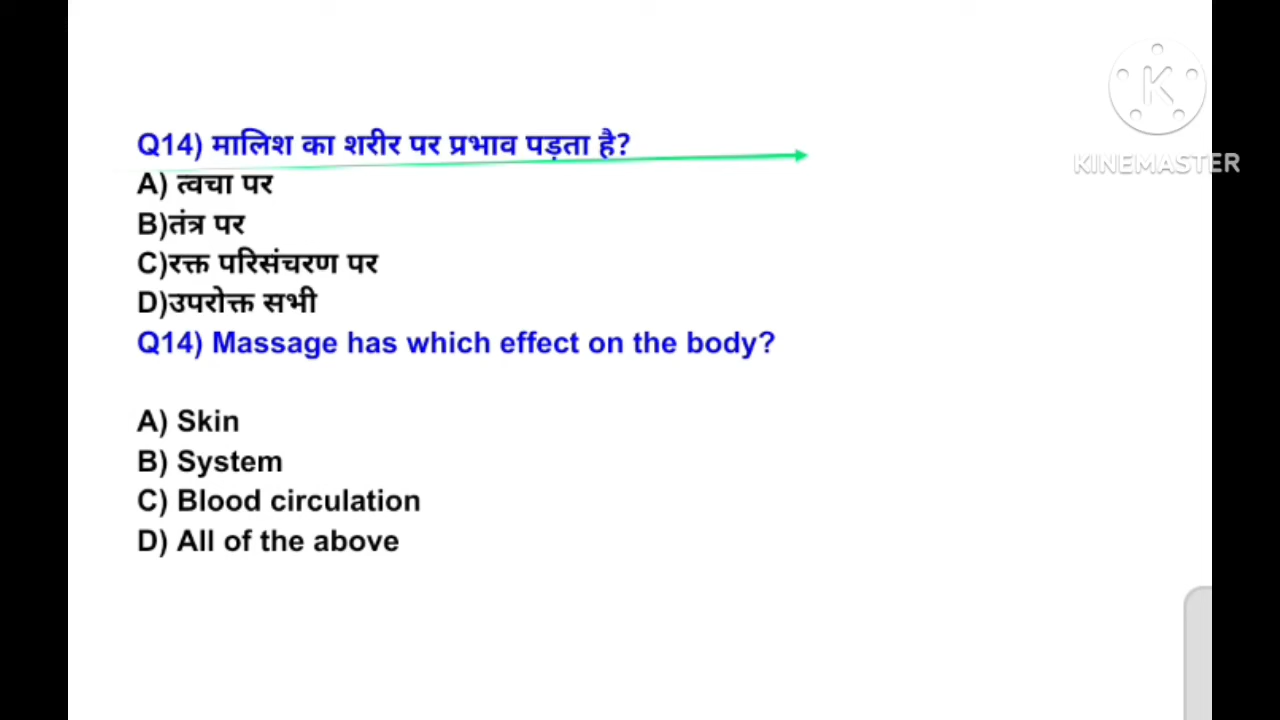 Q14) मालिश का शरीर पर प्रभाव पड़ता है?
A) त्वचा पर
B)तंत्र पर
C)रक्त परिसंचरण पर
D)उपरोक्त सभी
Q14) Massage has which effect on the body?
A) Skin
B) System
C) Blood circulation
D) All of the above
K
KINEMASTER